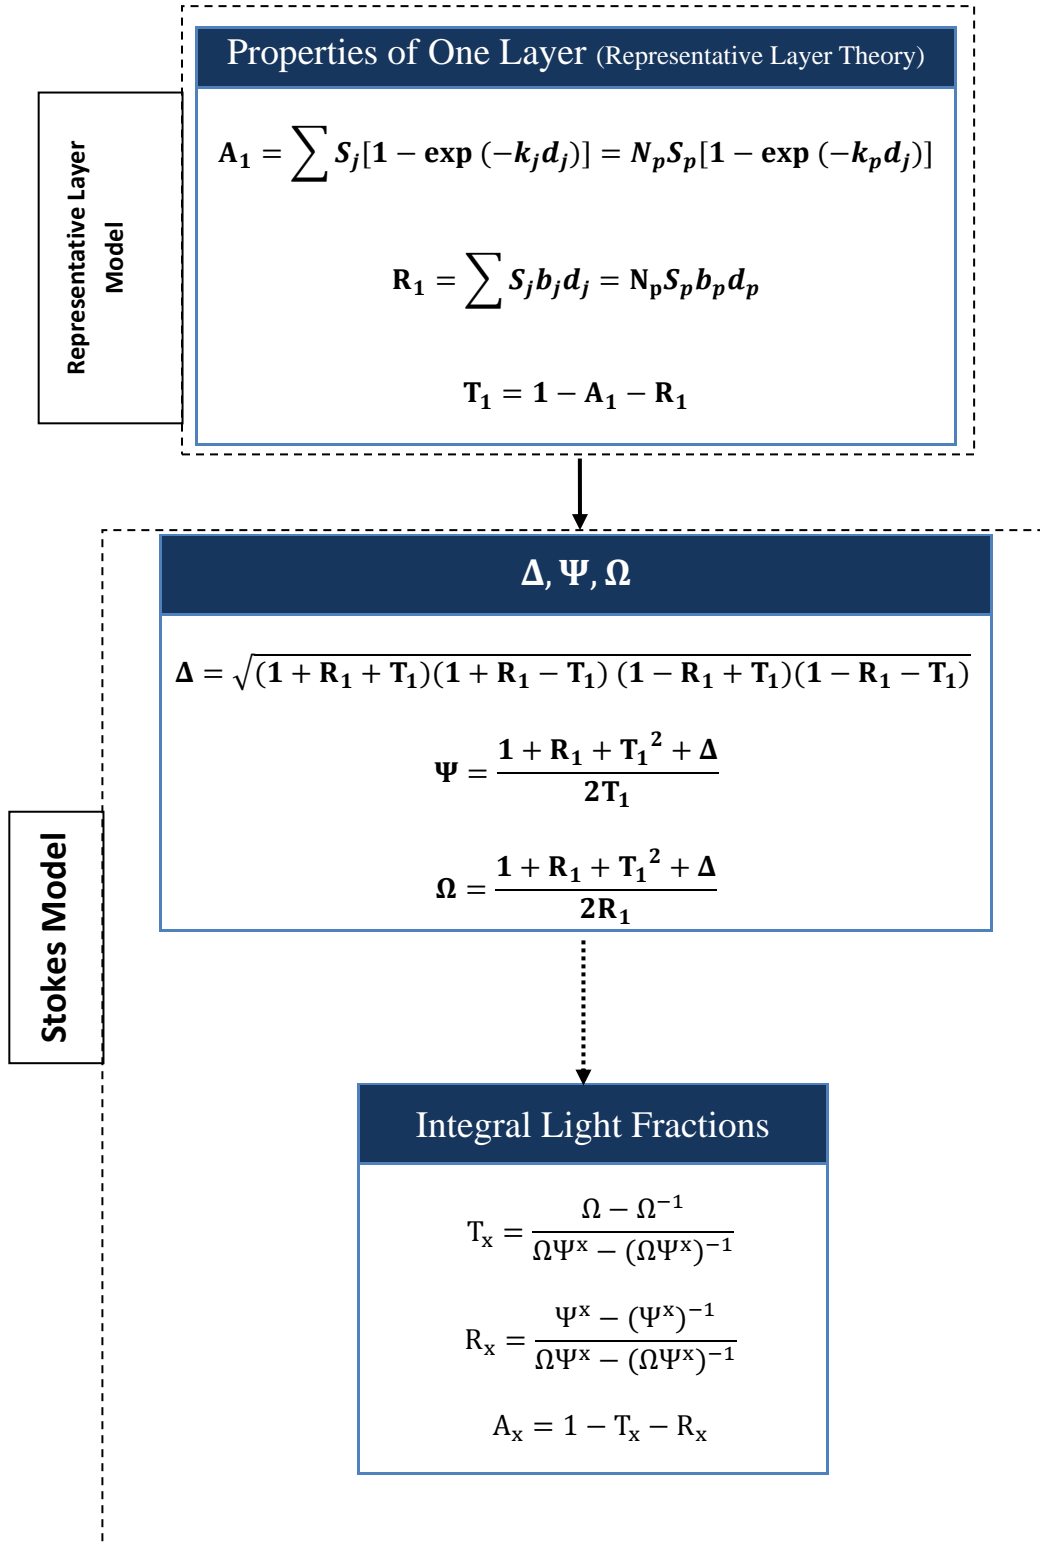 Properties of One Layer (Representative Layer Theory)
Representative Layer
Model
A₁ = ∑ Sⱼ[1 − exp (−kⱼdⱼ)] = NₚSₚ[1 − exp (−kₚdⱼ)]
R₁ = ∑ Sⱼbⱼdⱼ = NₚSₚbₚdₚ
T₁ = 1 − A₁ − R₁
Stokes Model
Δ, Ψ, Ω
Δ = √(1 + R₁ + T₁)(1 + R₁ − T₁) (1 − R₁ + T₁)(1 − R₁ − T₁)
Ψ = (1 + R₁ + T₁² + Δ) / 2T₁
Ω = (1 + R₁ + T₁² + Δ) / 2R₁
Integral Light Fractions
Tₓ = (Ω − Ω⁻¹) / (ΩΨˣ − (ΩΨˣ)⁻¹)
Rₓ = (Ψˣ − (Ψˣ)⁻¹) / (ΩΨˣ − (ΩΨˣ)⁻¹)
Aₓ = 1 − Tₓ − Rₓ